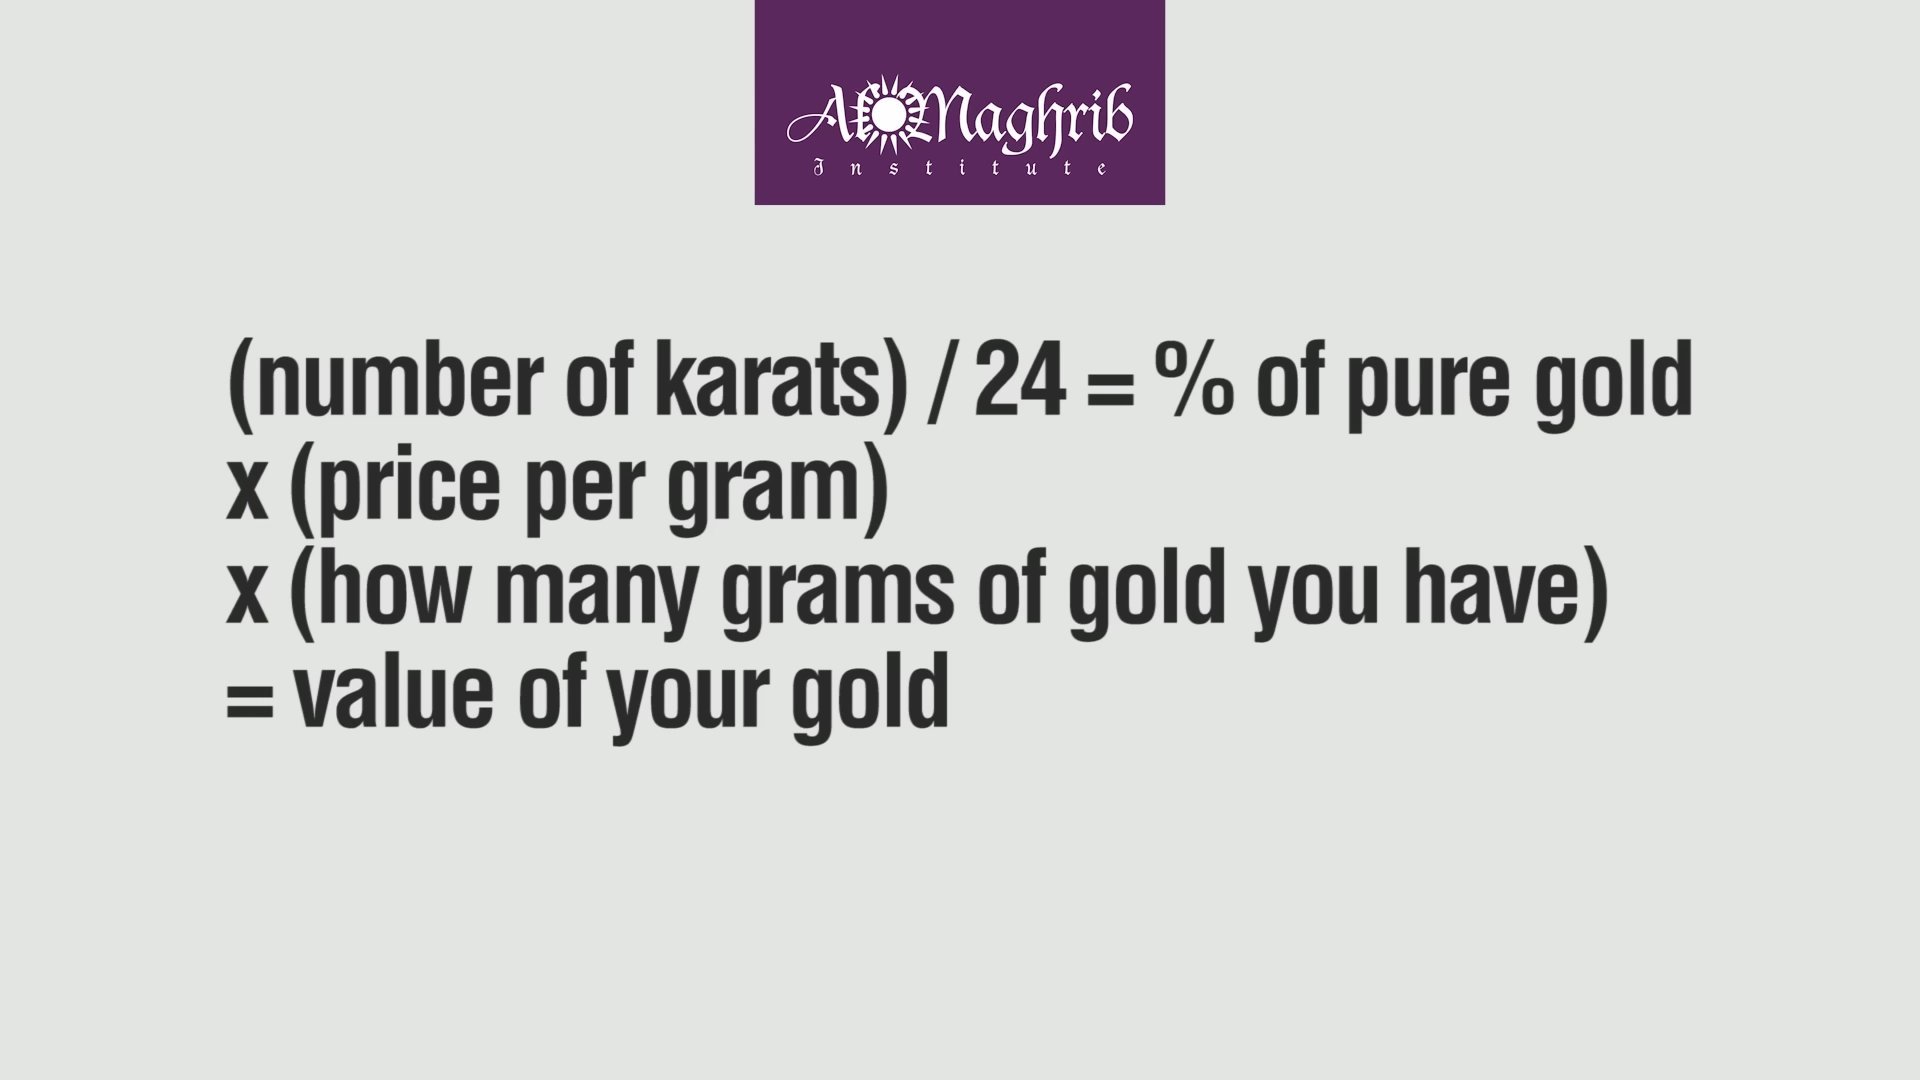 AlMaghrib
Institute
(number of karats) / 24 = % of pure gold
x (price per gram)
x (how many grams of gold you have)
= value of your gold